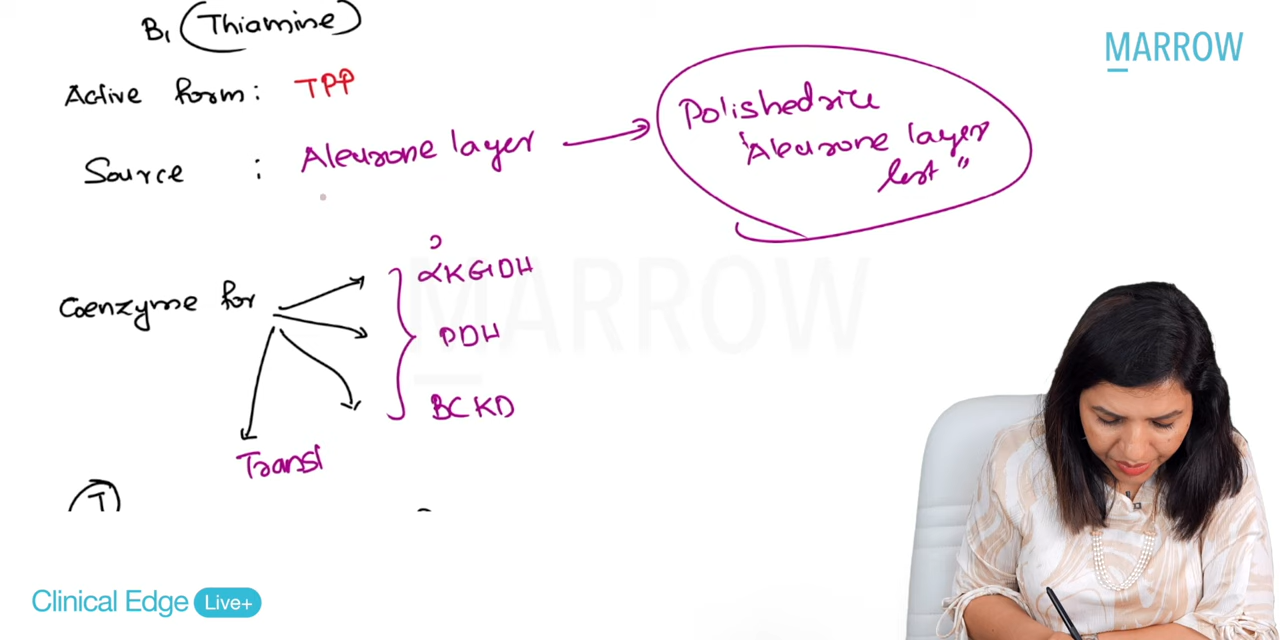 B₁ (Thiamine)
MARROW
Active form: TPP
Source : Aleurone layer → Polished rice
"Aleurone layer
lost"
αKGDH
Coenzyme for
PDH
BCKD
Transl
T
MARROW
Clinical Edge Live+